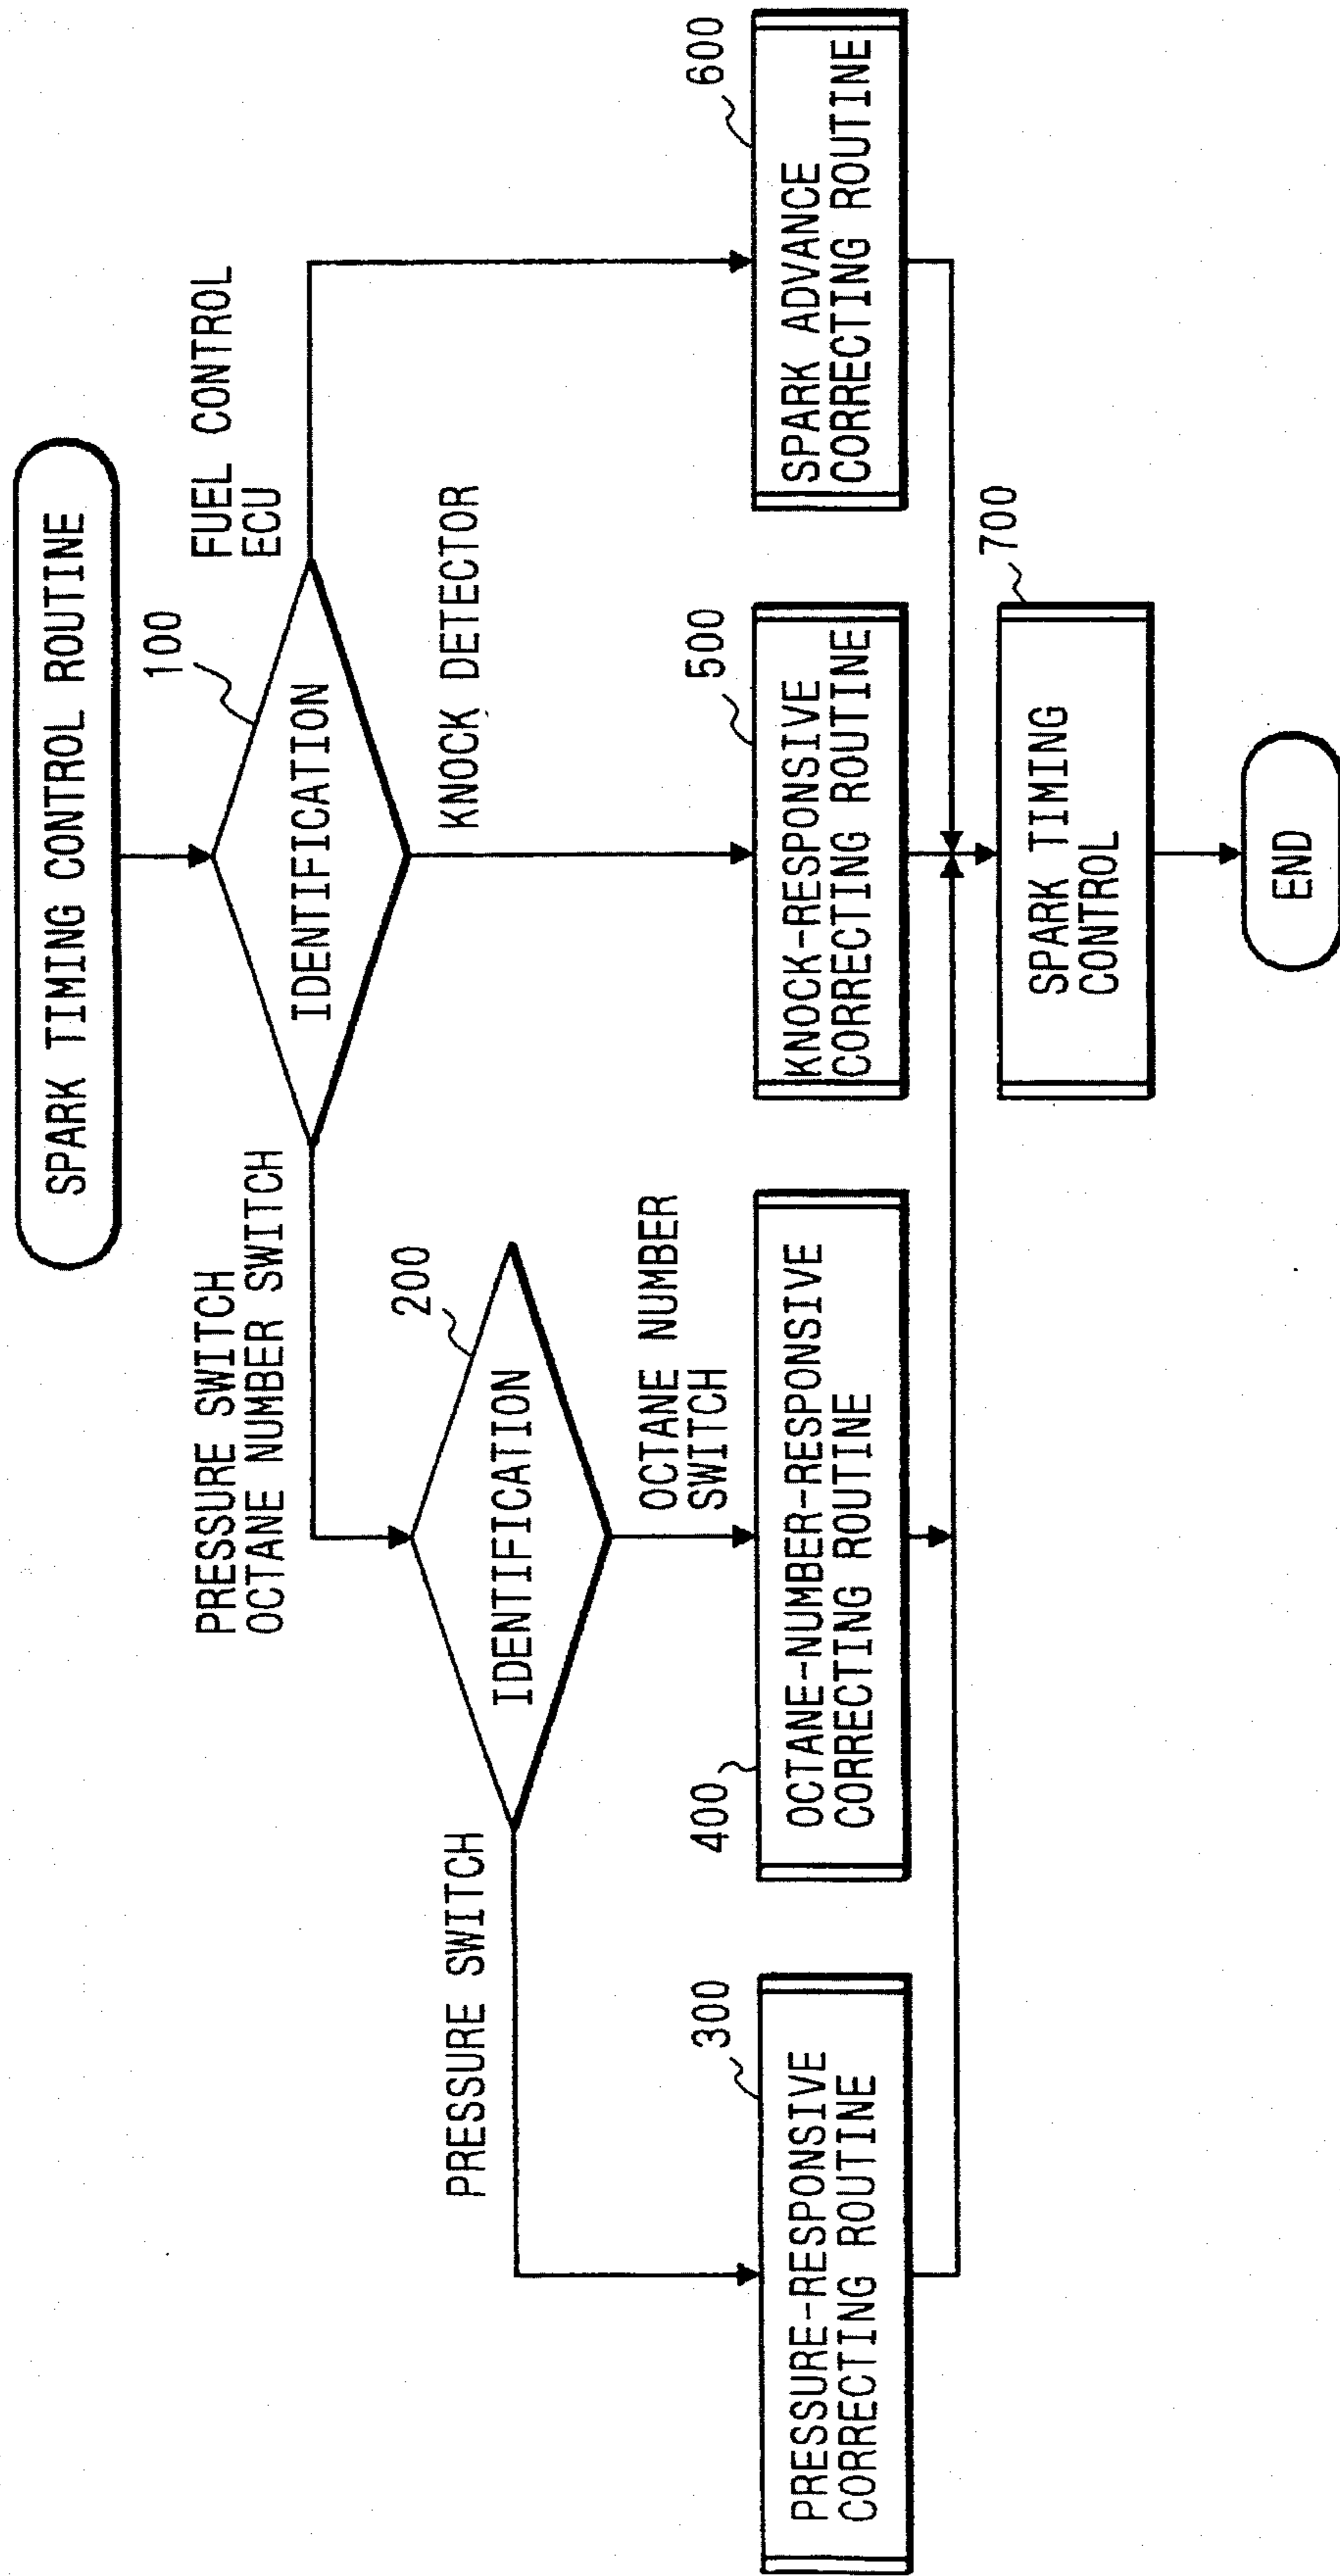 SPARK TIMING CONTROL ROUTINE
100
IDENTIFICATION
PRESSURE SWITCH
OCTANE NUMBER SWITCH
FUEL CONTROL
ECU
KNOCK DETECTOR
200
IDENTIFICATION
PRESSURE SWITCH
OCTANE NUMBER
SWITCH
300
PRESSURE-RESPONSIVE
CORRECTING ROUTINE
400
OCTANE-NUMBER-RESPONSIVE
CORRECTING ROUTINE
500
KNOCK-RESPONSIVE
CORRECTING ROUTINE
600
SPARK ADVANCE
CORRECTING ROUTINE
700
SPARK TIMING
CONTROL
END